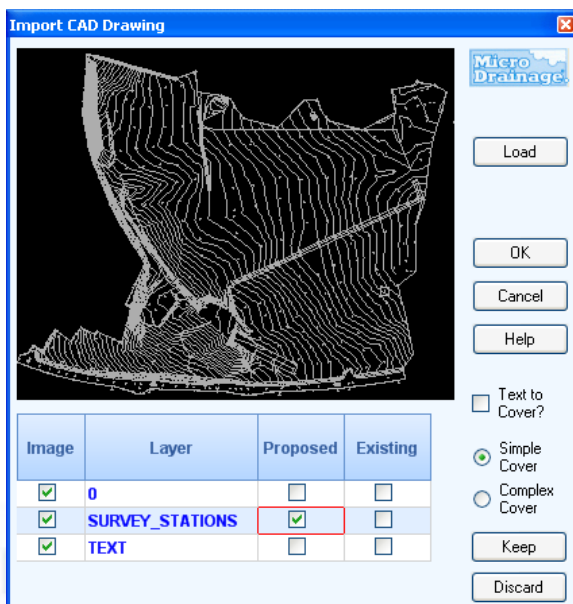 Import CAD Drawing
Micro
Drainage
Load
OK
Cancel
Help
Text to
Cover?
Simple
Cover
Complex
Cover
Keep
Discard
Image Layer Proposed Existing
0
SURVEY_STATIONS
TEXT